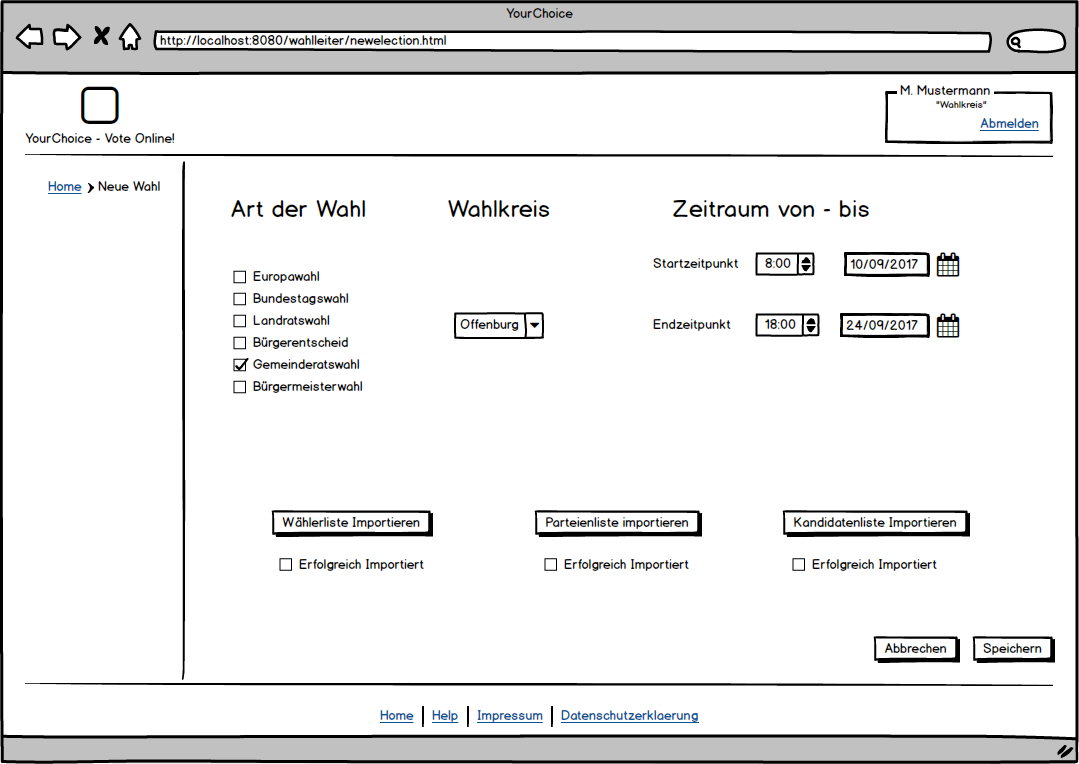 YourChoice
http://localhost:8080/wahlleiter/newelection.html
YourChoice - Vote Online!
M. Mustermann
"Wahlkreis"
Abmelden
Home Neue Wahl
Art der Wahl
Wahlkreis
Zeitraum von - bis
Europawahl
Bundestagswahl
Landratswahl
Bürgerentscheid
Gemeinderatswahl
Bürgermeisterwahl
Offenburg
Startzeitpunkt 8:00 10/09/2017
Endzeitpunkt 18:00 24/09/2017
Wählerliste Importieren
Erfolgreich Importiert
Parteienliste importieren
Erfolgreich Importiert
Kandidatenliste Importieren
Erfolgreich Importiert
Abbrechen Speichern
Home Help Impressum Datenschutzerklaerung